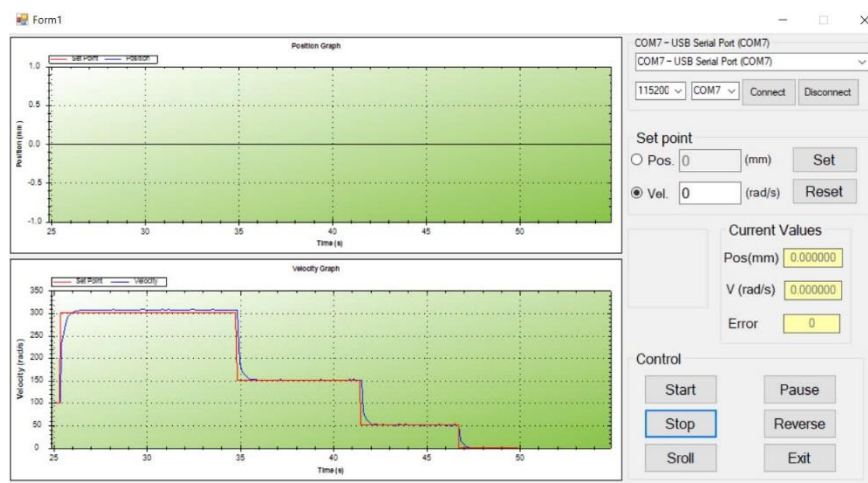 Form1
Position Graph
Set Point Position
1.0
0.5
0.0
-0.5
-1.0
Position (mm)
25 30 35 40 45 50
Time (s)
Velocity Graph
Set Point Velocity
350
300
250
200
150
100
50
0
Velocity (rad/s)
25 30 35 40 45 50
Time (s)
COM7 – USB Serial Port (COM7)
COM7 – USB Serial Port (COM7)
11520( COM7 Connect Disconnect
Set point
Pos. 0 (mm) Set
Vel. 0 (rad/s) Reset
Current Values
Pos(mm) 0.000000
V (rad/s) 0.000000
Error 0
Control
Start Pause
Stop Reverse
Sroll Exit